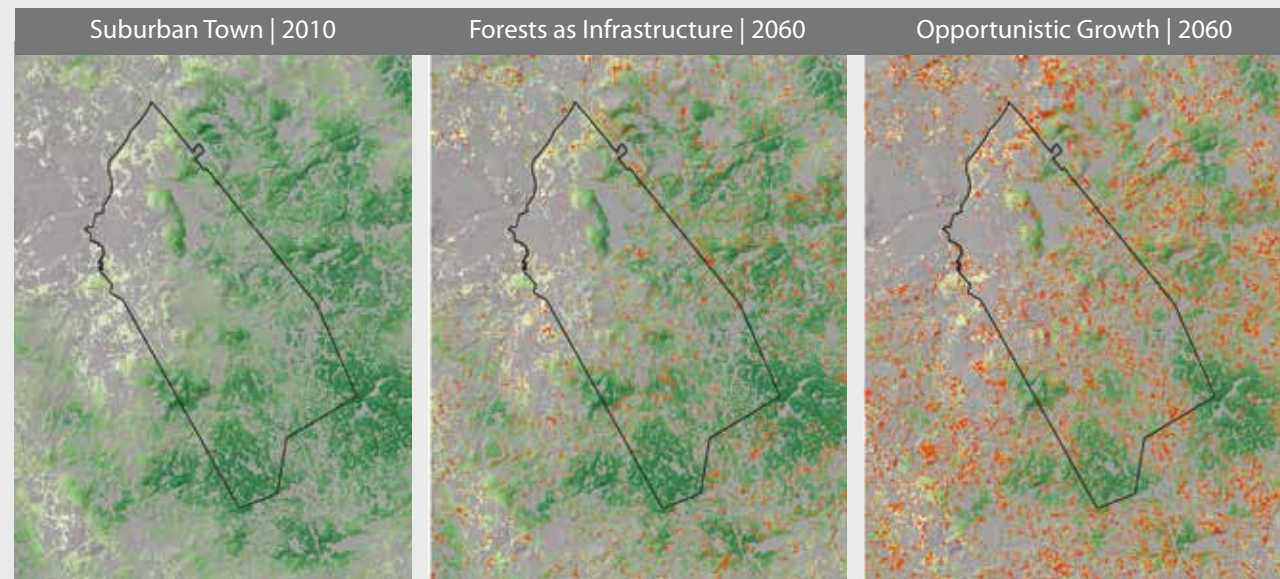 Suburban Town | 2010
Forests as Infrastructure | 2060
Opportunistic Growth | 2060